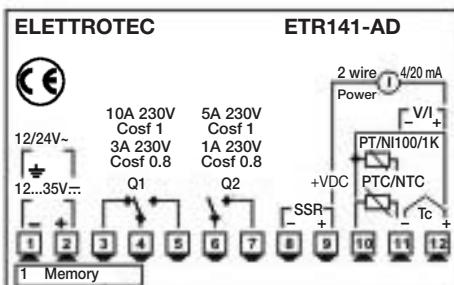 ELETTROTEC ETR141-AD
CE
2 wire 4/20 mA
Power I
10A 230V 5A 230V
Cosf 1 Cosf 1
3A 230V 1A 230V
Cosf 0.8 Cosf 0.8
V/I
- +
12/24V~
PT/NI100/1K
12...35V⎓ Q1 Q2 +VDC PTC/NTC
- + SSR - + Tc - +
1 2 3 4 5 6 7 8 9 10 11 12
1 Memory